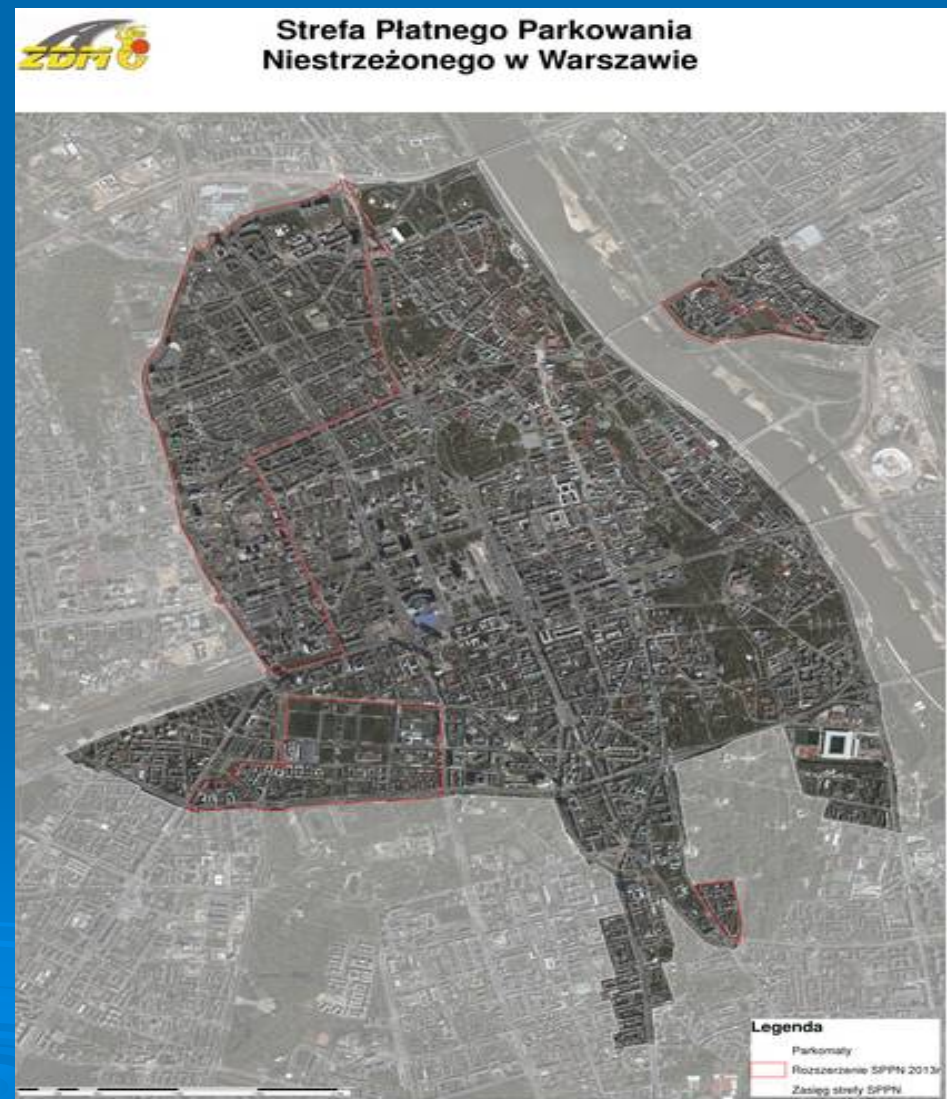 ZDM
Strefa Płatnego Parkowania
Niestrzeżonego w Warszawie
Legenda
Parkomaty
Rozszerzenie SPPN 2013r
Zasięg strefy SPPN